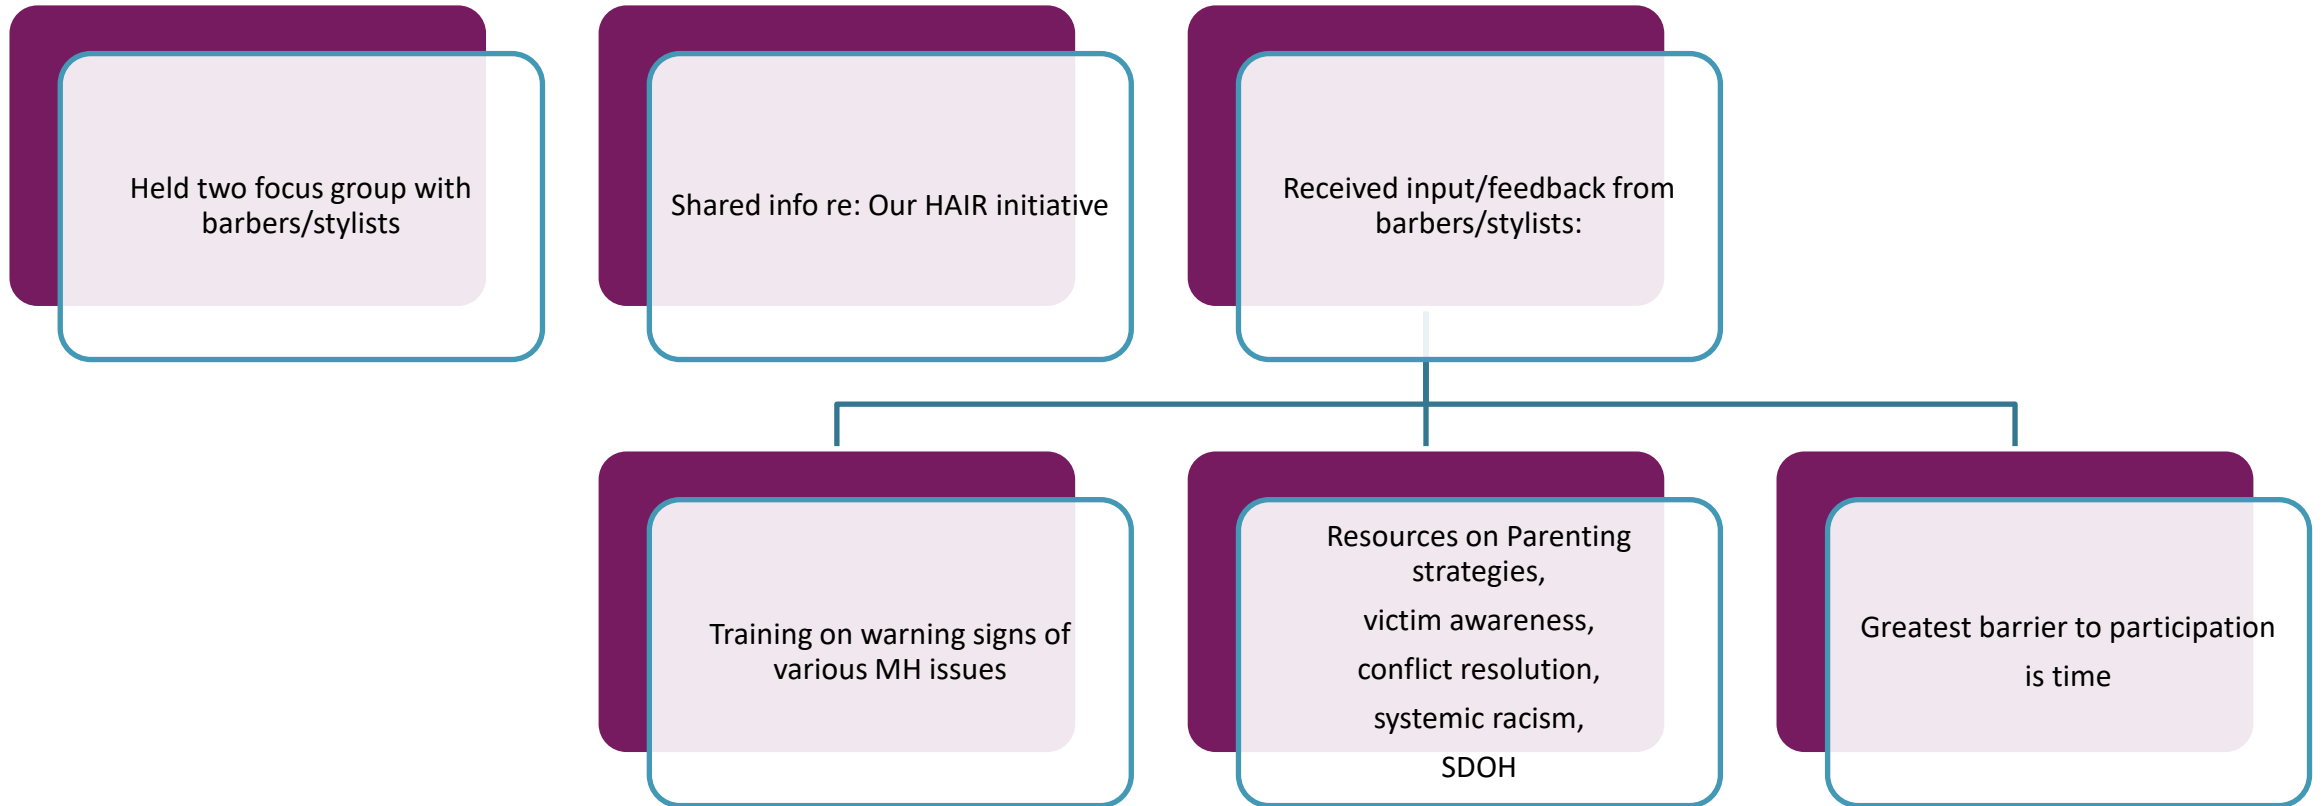 Held two focus group with
barbers/stylists
Shared info re: Our HAIR initiative
Received input/feedback from
barbers/stylists:
Training on warning signs of
various MH issues
Resources on Parenting
strategies,
victim awareness,
conflict resolution,
systemic racism,
SDOH
Greatest barrier to participation
is time